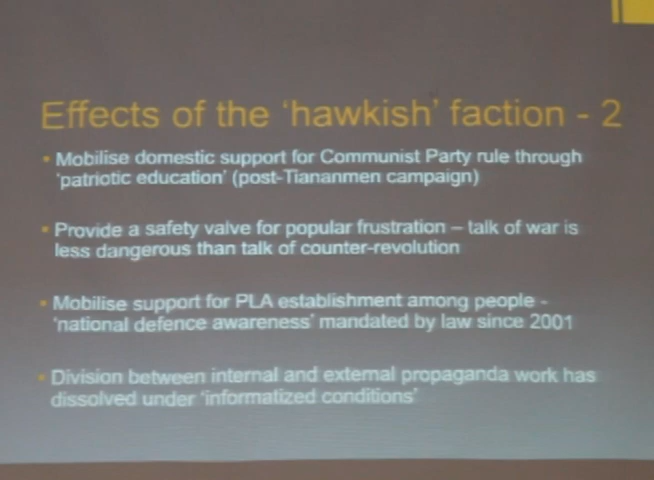 Effects of the 'hawkish' faction - 2
• Mobilise domestic support for Communist Party rule through
'patriotic education' (post-Tiananmen campaign)
• Provide a safety valve for popular frustration – talk of war is
less dangerous than talk of counter-revolution
• Mobilise support for PLA establishment among people -
'national defence awareness' mandated by law since 2001
• Division between internal and external propaganda work has
dissolved under 'informatized conditions'